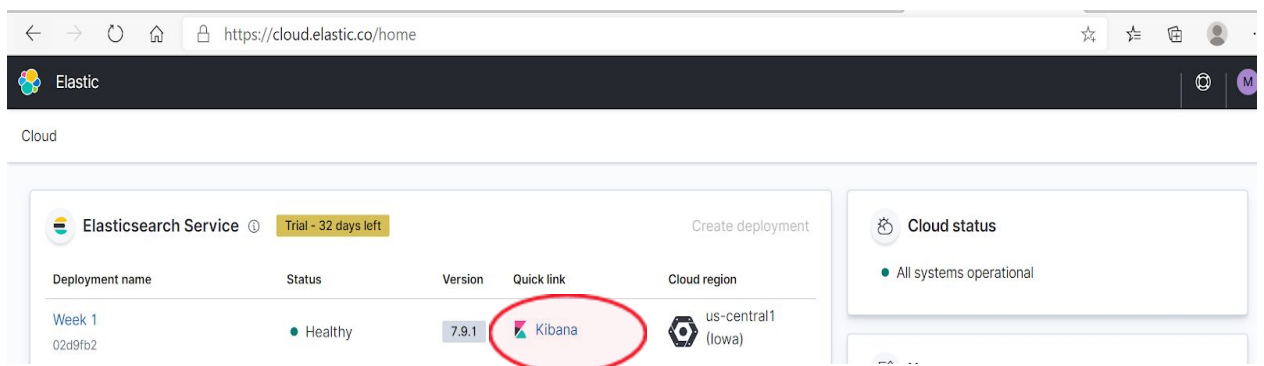 https://cloud.elastic.co/home
Elastic
M
Cloud
Elasticsearch Service Trial - 32 days left Create deployment
Deployment name Status Version Quick link Cloud region
Week 1 Healthy 7.9.1 Kibana us-central1
02d9fb2 (Iowa)
Cloud status
All systems operational